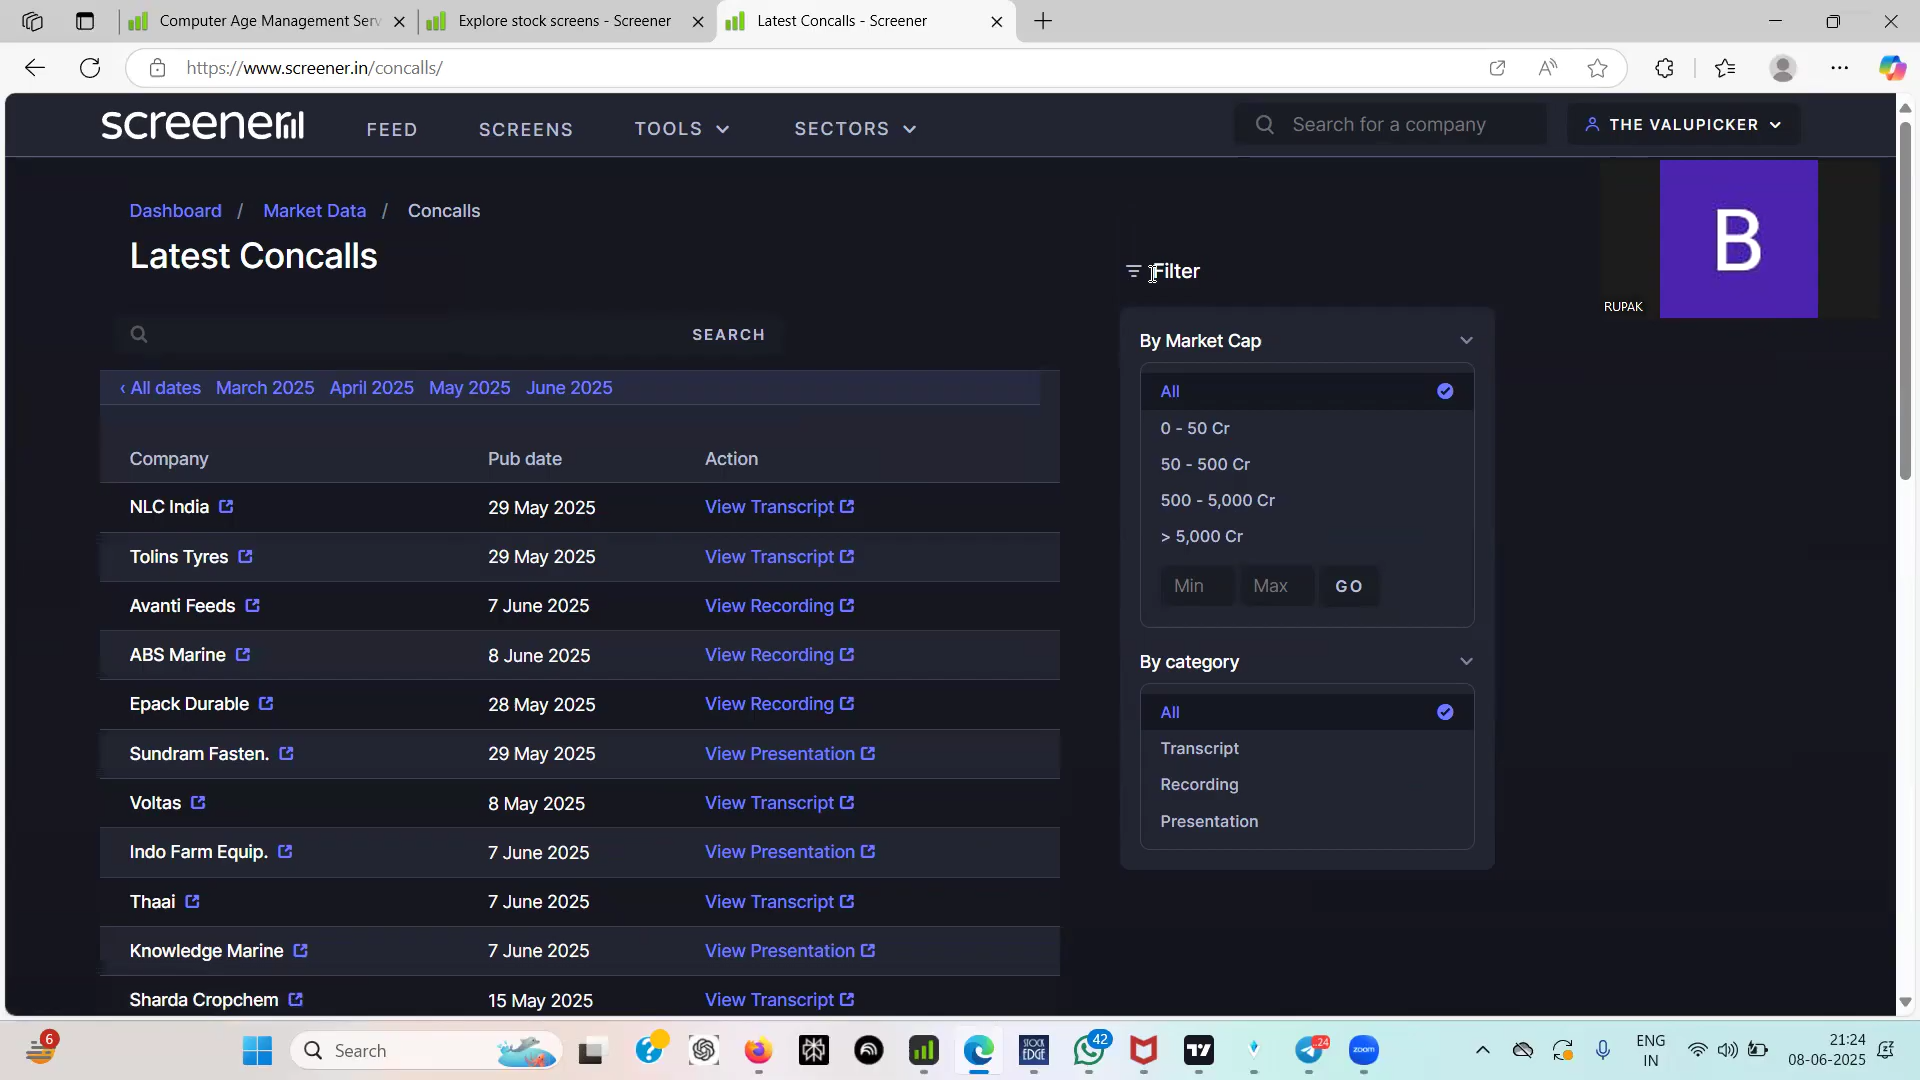 Computer Age Management Serv
Explore stock screens - Screener
Latest Concalls - Screener
https://www.screener.in/concalls/
screener
FEED
SCREENS
TOOLS
SECTORS
Search for a company
THE VALUPICKER
Dashboard / Market Data / Concalls
Latest Concalls
Filter
B
RUPAK
SEARCH
‹ All dates March 2025 April 2025 May 2025 June 2025
Company Pub date Action
NLC India 29 May 2025 View Transcript
Tolins Tyres 29 May 2025 View Transcript
Avanti Feeds 7 June 2025 View Recording
ABS Marine 8 June 2025 View Recording
Epack Durable 28 May 2025 View Recording
Sundram Fasten. 29 May 2025 View Presentation
Voltas 8 May 2025 View Transcript
Indo Farm Equip. 7 June 2025 View Presentation
Thaai 7 June 2025 View Transcript
Knowledge Marine 7 June 2025 View Presentation
Sharda Cropchem 15 May 2025 View Transcript
By Market Cap
All
0 - 50 Cr
50 - 500 Cr
500 - 5,000 Cr
> 5,000 Cr
Min Max GO
By category
All
Transcript
Recording
Presentation
6
Search
STOCK
EDGE
42
24
zoom
ENG
IN
21:24
08-06-2025